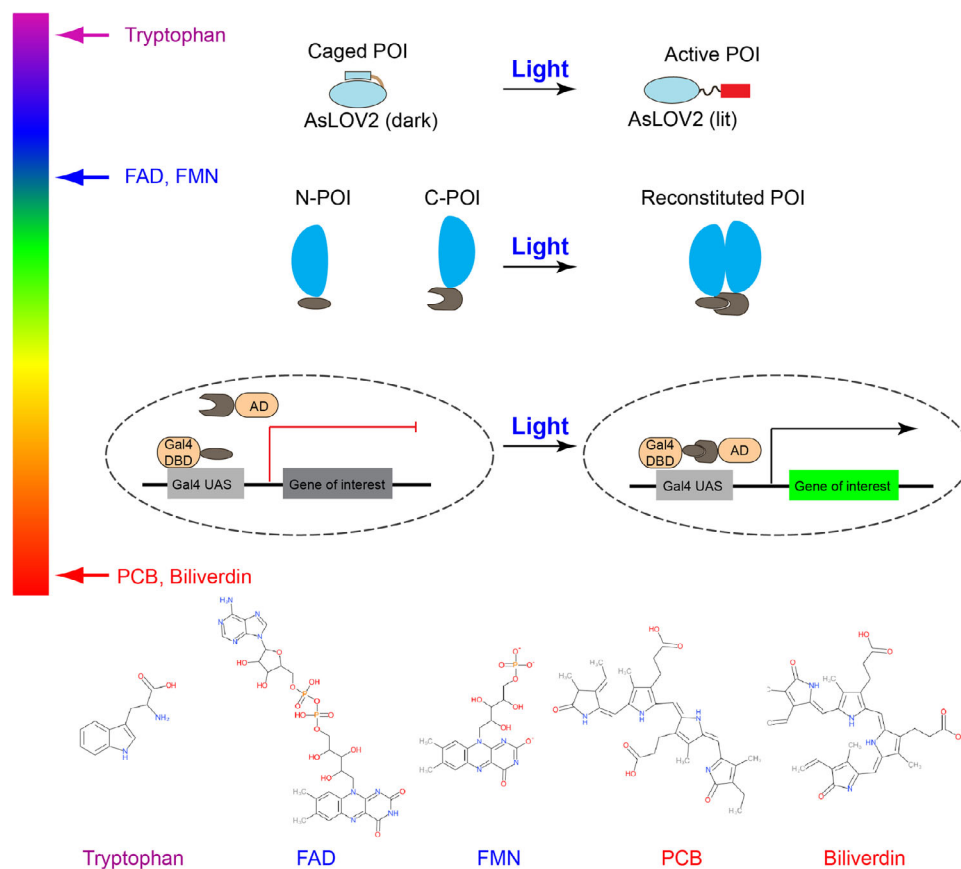 Tryptophan
Caged POI
Light
Active POI
AsLOV2 (dark)
AsLOV2 (lit)
FAD, FMN
N-POI
C-POI
Light
Reconstituted POI
AD
Gal4
DBD
Gal4 UAS
Gene of interest
Light
Gal4
DBD
AD
Gal4 UAS
Gene of interest
PCB, Biliverdin
Tryptophan
FAD
FMN
PCB
Biliverdin